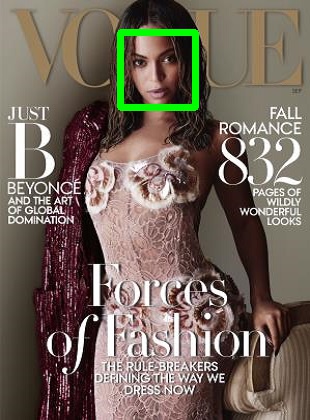 VOGUE
SEP
JUST
B
BEYONCÉ
AND THE ART
OF GLOBAL
DOMINATION
FALL
ROMANCE
832
PAGES OF
WILDLY
WONDERFUL
LOOKS
Forces
of Fashion
THE RULE-BREAKERS
DEFINING THE WAY WE
DRESS NOW